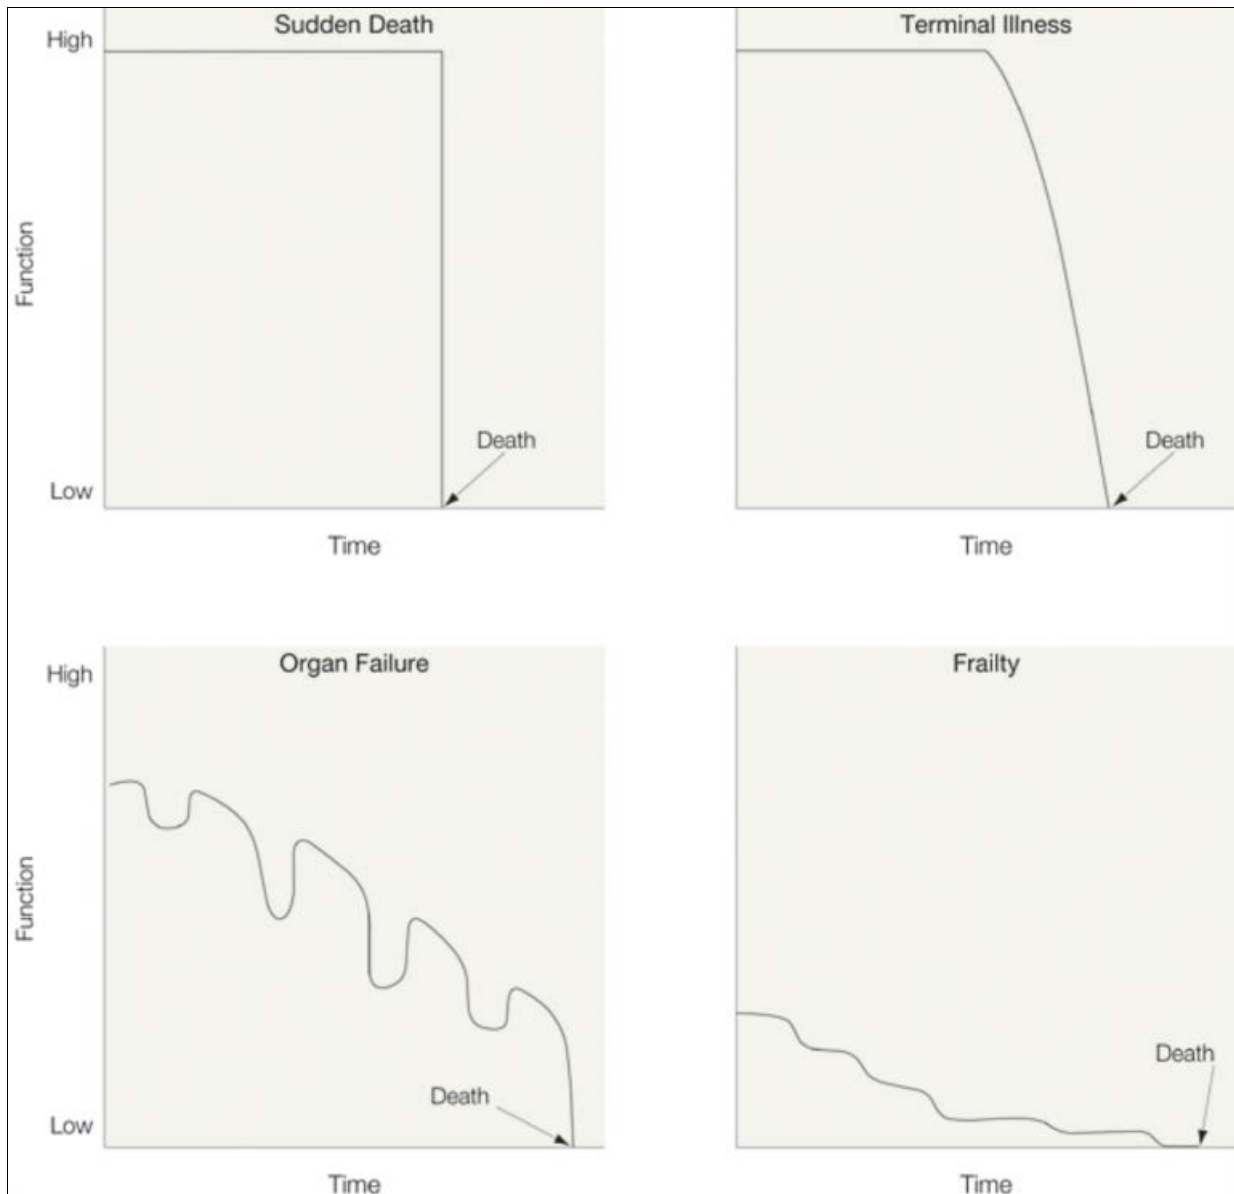 Sudden Death
High
Function
Death
Low
Time
Terminal Illness
Death
Time
Organ Failure
High
Function
Death
Low
Time
Frailty
Death
Time